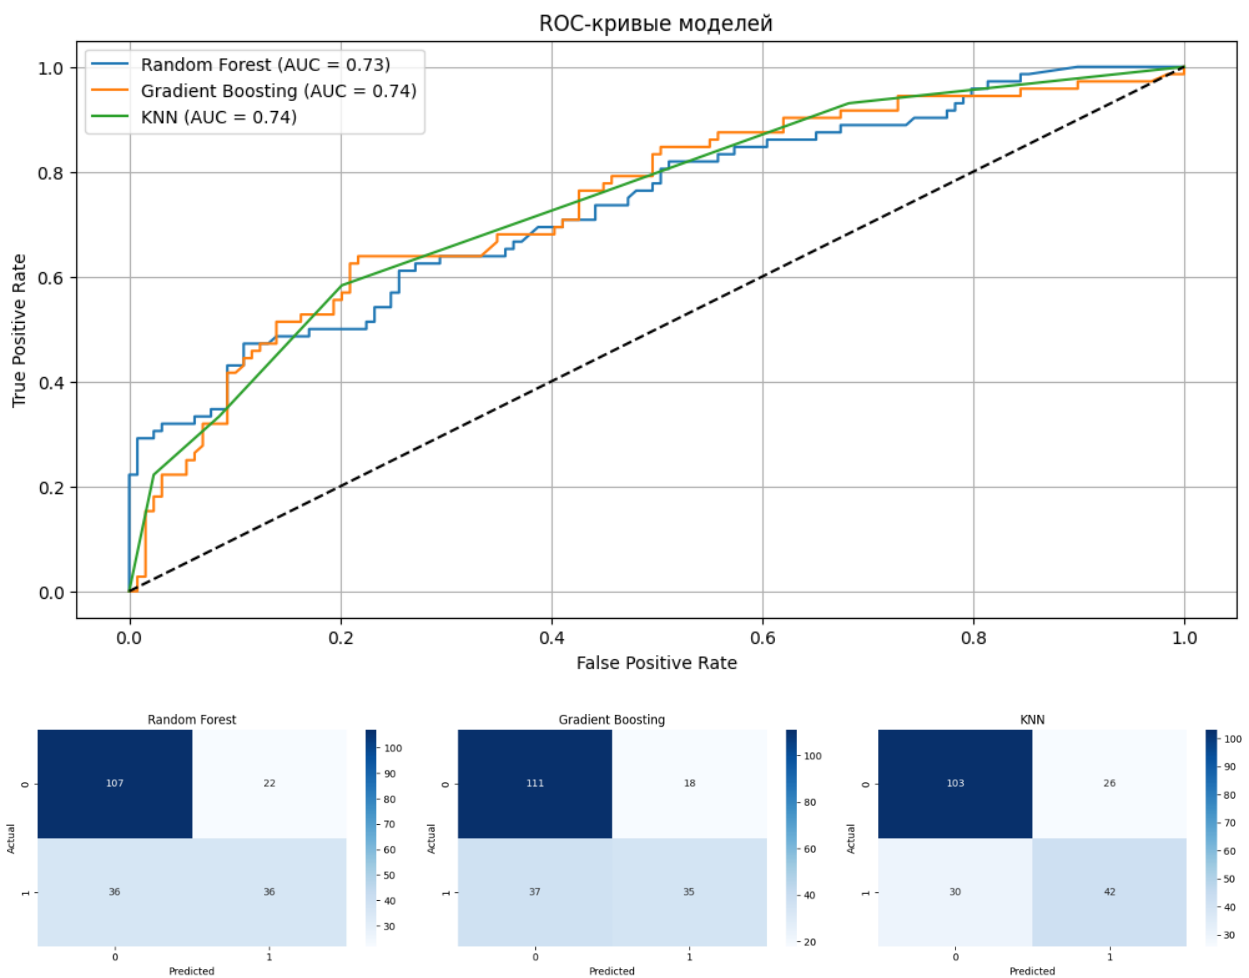 ROC-кривые моделей
Random Forest (AUC = 0.73)
Gradient Boosting (AUC = 0.74)
KNN (AUC = 0.74)
True Positive Rate
1.0
0.8
0.6
0.4
0.2
0.0
0.0 0.2 0.4 0.6 0.8 1.0
False Positive Rate
Random Forest
Actual
0
1
107 22
36 36
0 1
Predicted
100
90
80
70
60
50
40
30
Gradient Boosting
Actual
0
1
111 18
37 35
0 1
Predicted
100
80
60
40
20
KNN
Actual
0
1
103 26
30 42
0 1
Predicted
100
90
80
70
60
50
40
30